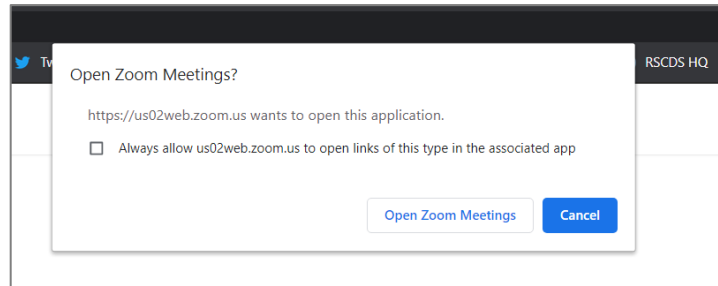 RSCDS HQ
Open Zoom Meetings?
https://us02web.zoom.us wants to open this application.
Always allow us02web.zoom.us to open links of this type in the associated app
Open Zoom Meetings
Cancel